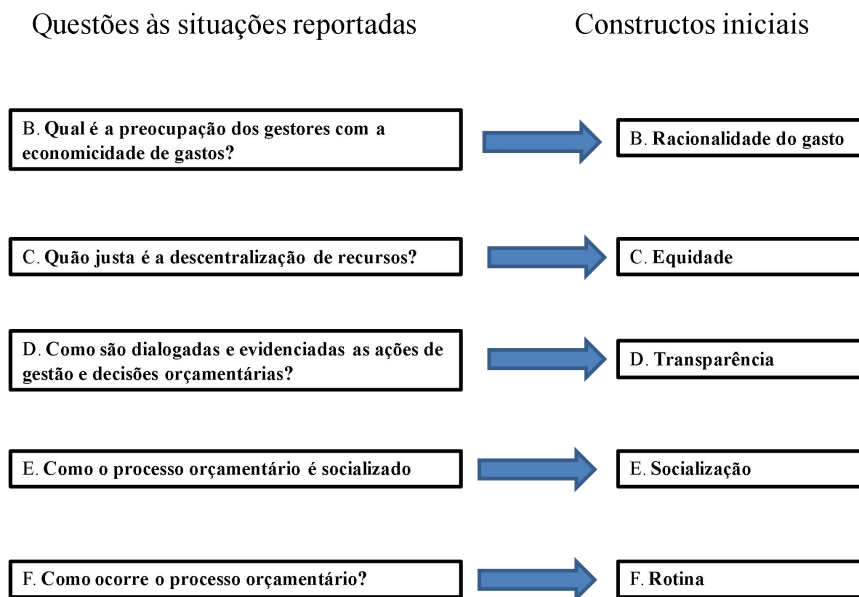 Questões às situações reportadas
Constructos iniciais
B. Qual é a preocupação dos gestores com a
economicidade de gastos?
B. Racionalidade do gasto
C. Quão justa é a descentralização de recursos?
C. Equidade
D. Como são dialogadas e evidenciadas as ações de
gestão e decisões orçamentárias?
D. Transparência
E. Como o processo orçamentário é socializado
E. Socialização
F. Como ocorre o processo orçamentário?
F. Rotina